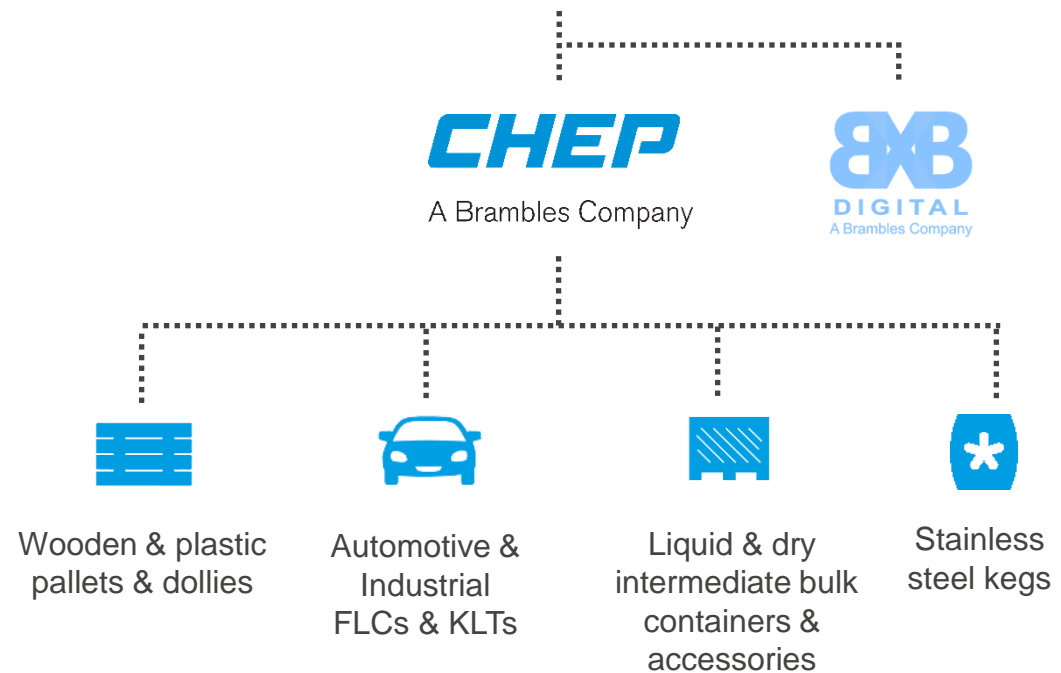 CHEP
A Brambles Company
BXB
DIGITAL
A Brambles Company
Wooden & plastic
pallets & dollies
Automotive &
Industrial
FLCs & KLTs
Liquid & dry
intermediate bulk
containers &
accessories
Stainless
steel kegs